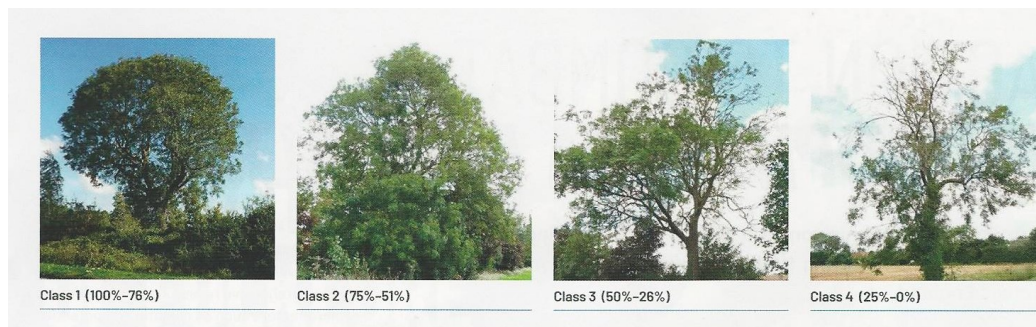 Class 1 (100%–76%)
Class 2 (75%–51%)
Class 3 (50%–26%)
Class 4 (25%–0%)